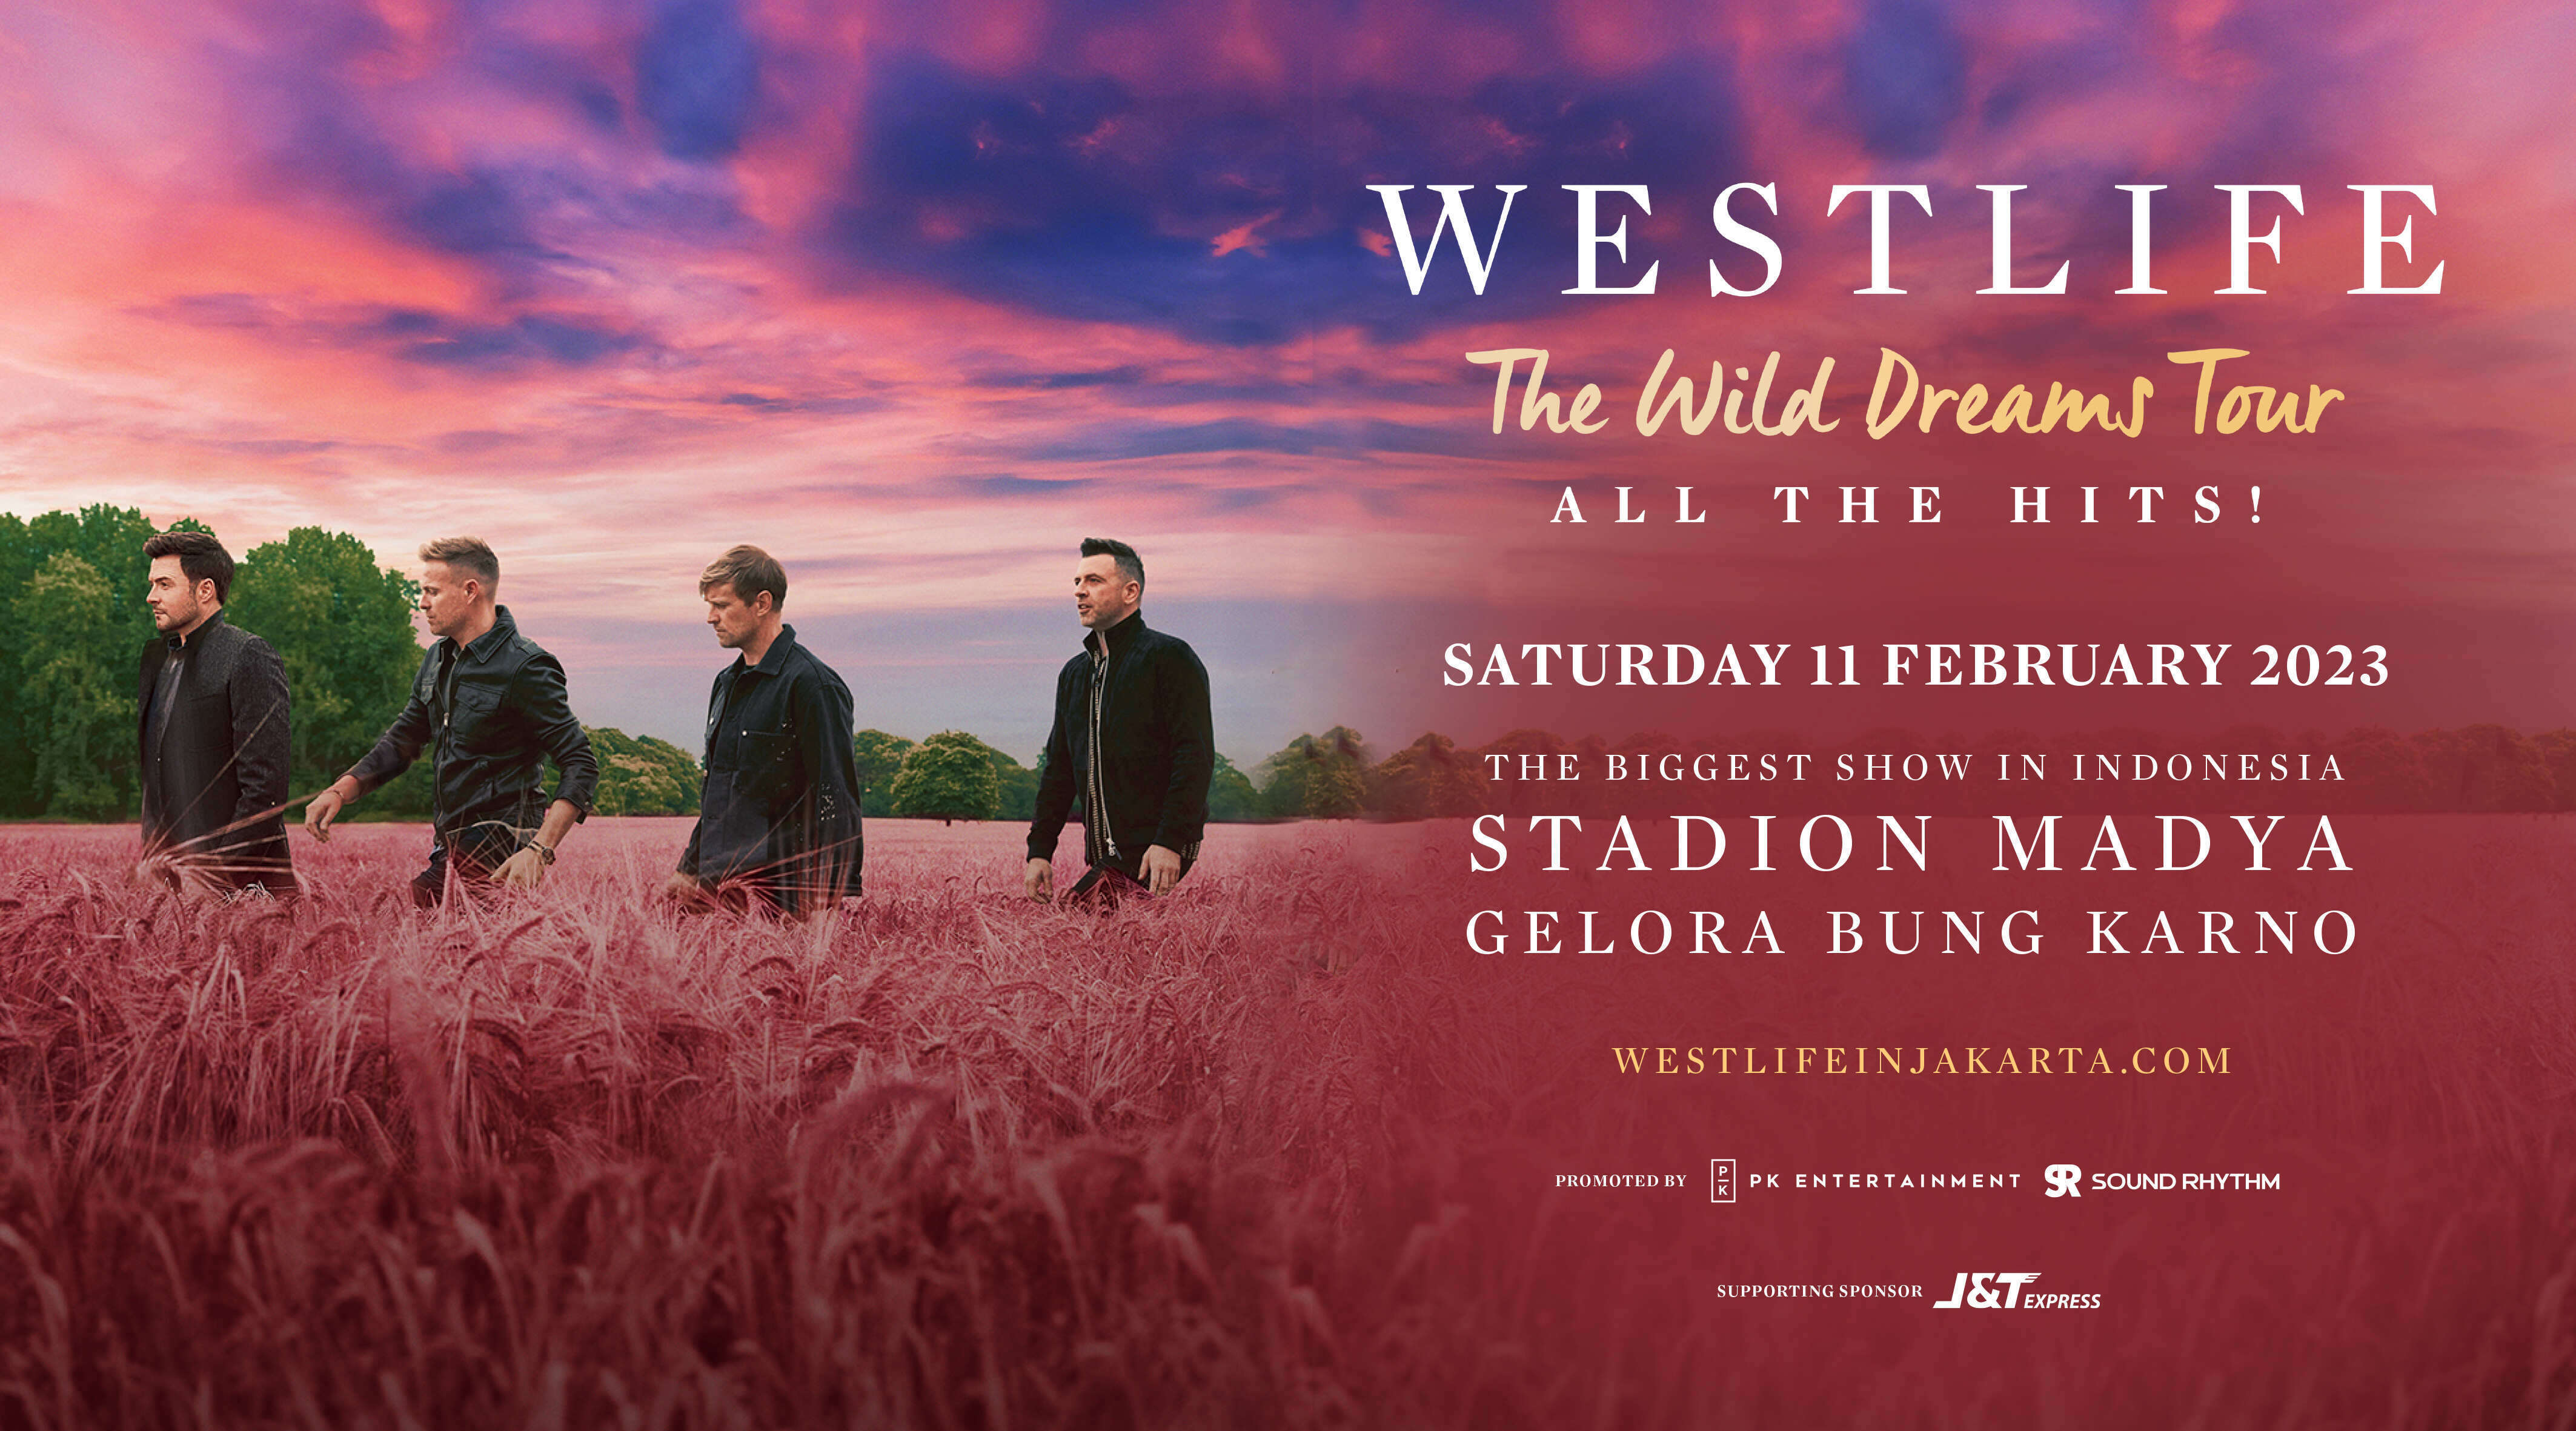 WESTLIFE
The Wild Dreams Tour
ALL THE HITS!
SATURDAY 11 FEBRUARY 2023
THE BIGGEST SHOW IN INDONESIA
STADION MADYA
GELORA BUNG KARNO
WESTLIFEINJAKARTA.COM
PROMOTED BY PK PK ENTERTAINMENT SR SOUND RHYTHM
SUPPORTING SPONSOR J&T EXPRESS